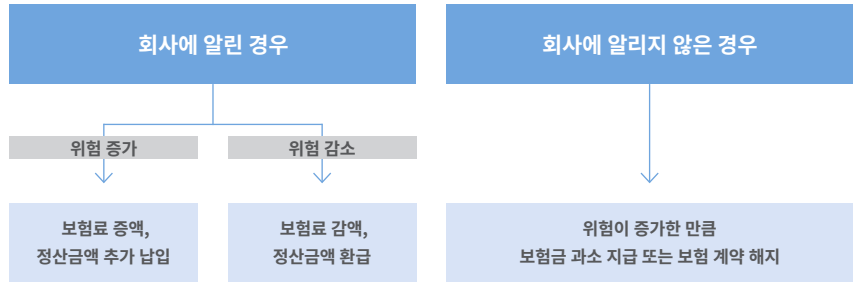 회사에 알린 경우
회사에 알리지 않은 경우
위험 증가
위험 감소
보험료 증액,
정산금액 추가 납입
보험료 감액,
정산금액 환급
위험이 증가한 만큼
보험금 과소 지급 또는 보험 계약 해지